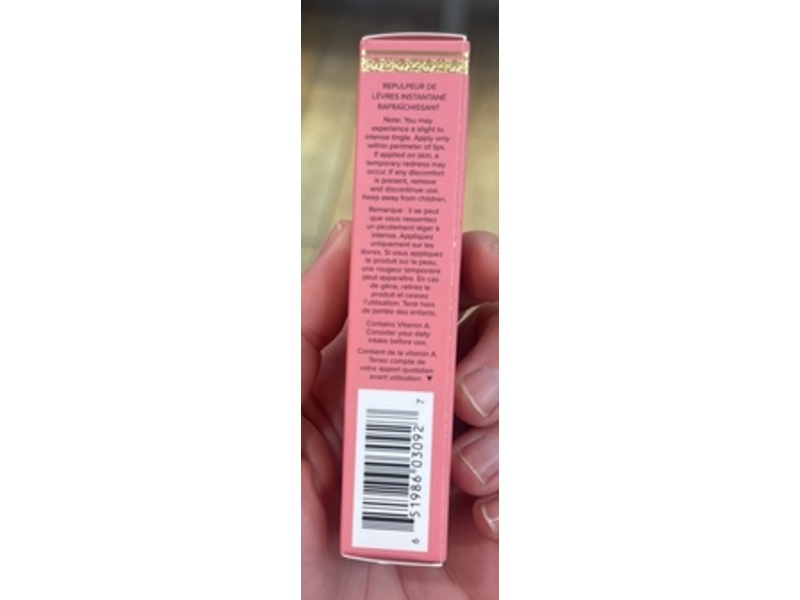 REPULPEUR DE
LÈVRES INSTANTANÉ
RAFRAÎCHISSANT
Note: You may
experience a slight to
intense tingle. Apply only
within perimeter of lips.
If applied on skin, a
temporary redness may
occur. If any discomfort
is present, remove
and discontinue use.
Keep away from children.
Remarque : il se peut
que vous ressentiez
un picotement léger à
intense. Appliquez
uniquement sur les
lèvres. Si vous appliquez
le produit sur la peau,
une rougeur temporaire
peut apparaître. En cas
de gêne, retirez le
produit et cessez
l'utilisation. Tenir hors
de portée des enfants.
Contains Vitamin A.
Consider your daily
intake before use.
Contient de la vitamin A.
Tenez compte de
votre apport quotidien
avant utilisation. ▼
6 51986 03092 7